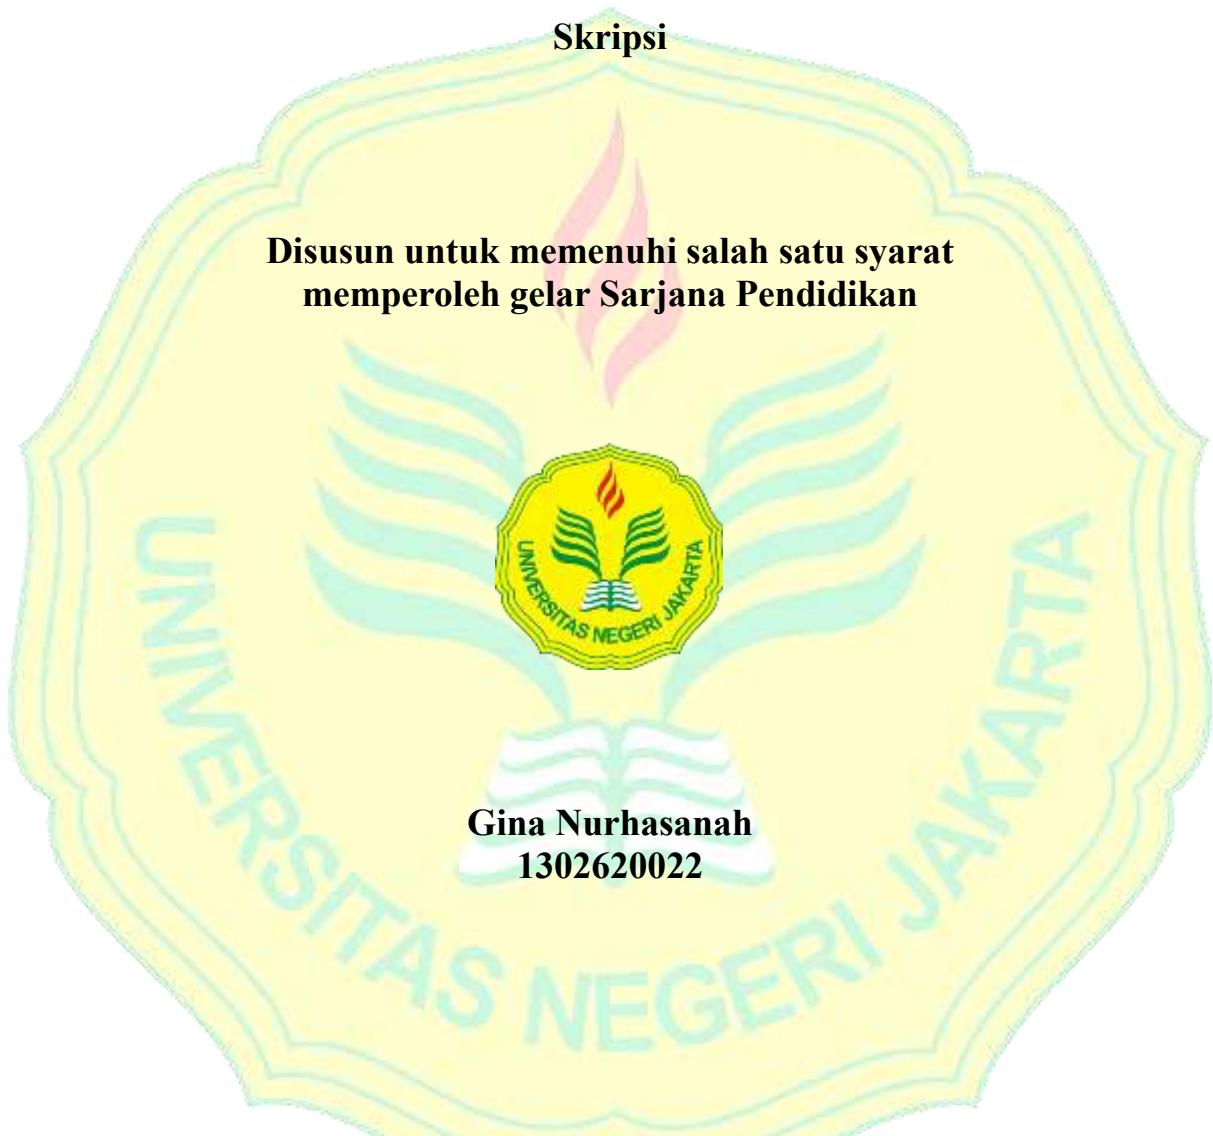 Skripsi
Disusun untuk memenuhi salah satu syarat
memperoleh gelar Sarjana Pendidikan
UNIVERSITAS NEGERI JAKARTA
Gina Nurhasanah
1302620022
UNIVERSITAS NEGERI JAKARTA